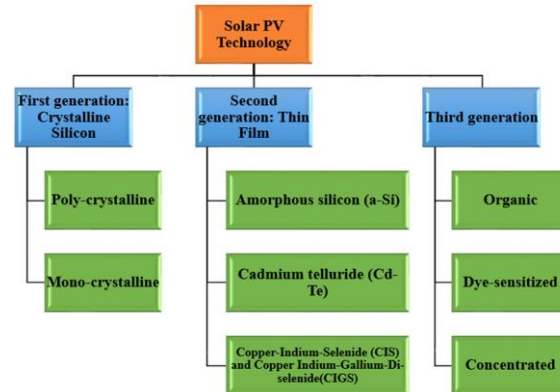 Solar PV
Technology
First generation:
Crystalline
Silicon
Second
generation: Thin
Film
Third generation
Poly-crystalline
Mono-crystalline
Amorphous silicon (a-Si)
Cadmium telluride (Cd-
Te)
Copper-Indium-Selenide (CIS)
and Copper Indium-Gallium-Di-
selenide(CIGS)
Organic
Dye-sensitized
Concentrated